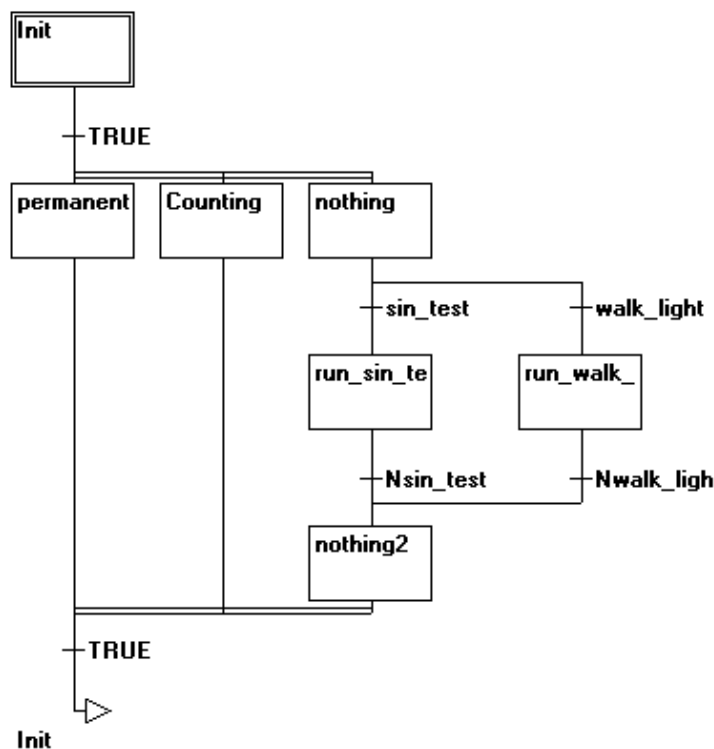 Init
TRUE
permanent Counting nothing
sin_test walk_light
run_sin_te run_walk_
Nsin_test Nwalk_ligh
nothing2
TRUE
Init